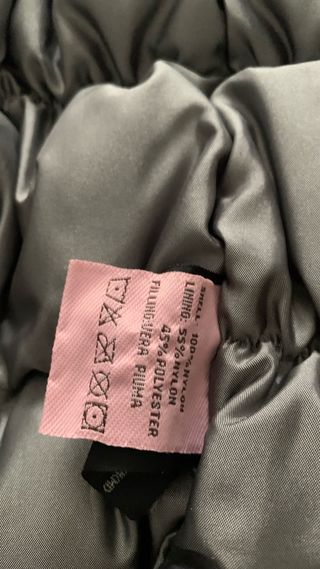 SHELL: 100% NYLON
LINING: 55% NYLON
45% POLYESTER
FILLING: VERA PIUMA